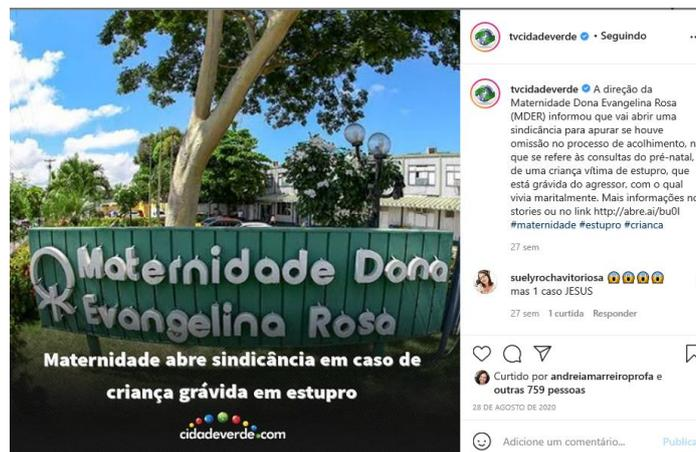 Maternidade Dona
Evangelina Rosa
Maternidade abre sindicância em caso de
criança grávida em estupro
cidadeverde.com
tvcidadeverde • Seguindo
tvcidadeverde A direção da
Maternidade Dona Evangelina Rosa
(MDER) informou que vai abrir uma
sindicância para apurar se houve
omissão no processo de acolhimento, n
que se refere às consultas do pré-natal,
de uma criança vítima de estupro, que
está grávida do agressor, com o qual
vivia maritalmente. Mais informações no
stories ou no link http://abre.ai/bu0l
#maternidade #estupro #crianca
27 sem
suelyrochavitoriosa 😱😱😱😱
mas 1 caso JESUS
27 sem 1 curtida Responder
Curtido por andreiamarreiroprofa e
outras 759 pessoas
28 DE AGOSTO DE 2020
Adicione um comentário... Publica